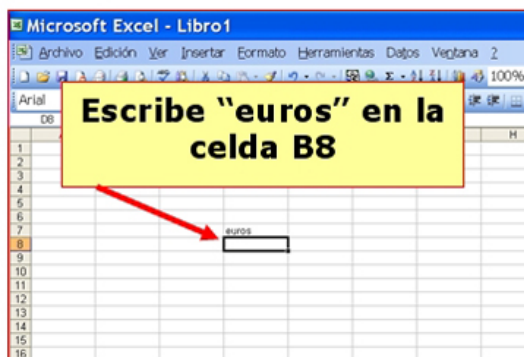 Microsoft Excel - Libro1
Archivo Edición Ver Insertar Formato Herramientas Datos Ventana ?
100%
Arial
Escribe “euros” en la
celda B8
D8
H
1
2
3
4
5
6
7 euros
8
9
10
11
12
13
14
15
16